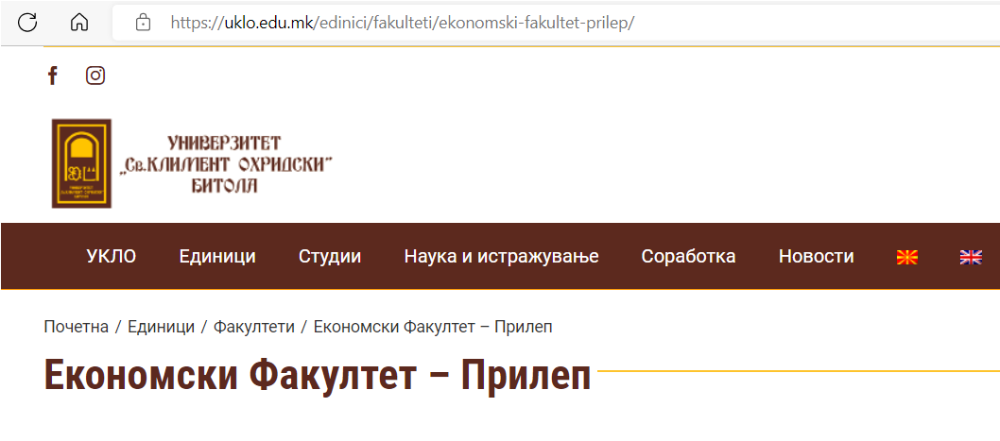 https://uklo.edu.mk/edinici/fakulteti/ekonomski-fakultet-prilep/
УНИВЕРЗИТЕТ
„Св.КЛИМЕНТ ОХРИДСКИ“
БИТОЛА
УКЛО Единици Студии Наука и истражување Соработка Новости
Почетна / Единици / Факултети / Економски Факултет – Прилеп
Економски Факултет – Прилеп